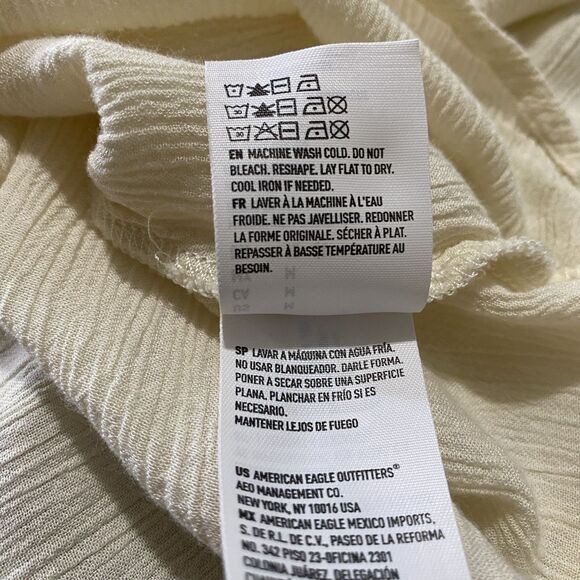 EN MACHINE WASH COLD. DO NOT
BLEACH. RESHAPE. LAY FLAT TO DRY.
COOL IRON IF NEEDED.
FR LAVER À LA MACHINE À L'EAU
FROIDE. NE PAS JAVELLISER. REDONNER
LA FORME ORIGINALE. SÉCHER À PLAT.
REPASSER À BASSE TEMPÉRATURE AU
BESOIN.
SP LAVAR A MÁQUINA CON AGUA FRÍA.
NO USAR BLANQUEADOR. DARLE FORMA.
PONER A SECAR SOBRE UNA SUPERFICIE
PLANA. PLANCHAR EN FRÍO SI ES
NECESARIO.
MANTENER LEJOS DE FUEGO
US AMERICAN EAGLE OUTFITTERS®
AEO MANAGEMENT CO.
NEW YORK, NY 10016 USA
MX AMERICAN EAGLE MEXICO IMPORTS,
S. DE R.L. DE C.V., PASEO DE LA REFORMA
NO. 342 PISO 23-OFICINA 2301
COLONIA JUÁREZ, DELEGACIÓN